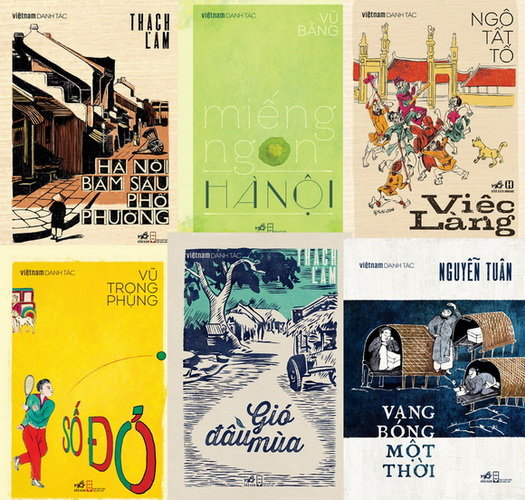 việtnam DANH TÁC
THẠCH LAM
HÀ NỘI
BĂM SÁU
PHỐ
PHƯỜNG
việtnam DANH TÁC
VŨ BẰNG
miếng
ngon
HÀ NỘI
việtnam DANH TÁC
NGÔ
TẤT
TỐ
Việc
Làng
việtnam DANH TÁC
VŨ
TRỌNG
PHỤNG
SỐ ĐỎ
việtnam DANH TÁC
THẠCH LAM
Gió
đầu mùa
việtnam DANH TÁC
NGUYỄN TUÂN
VANG
BÓNG
MỘT
THỜI